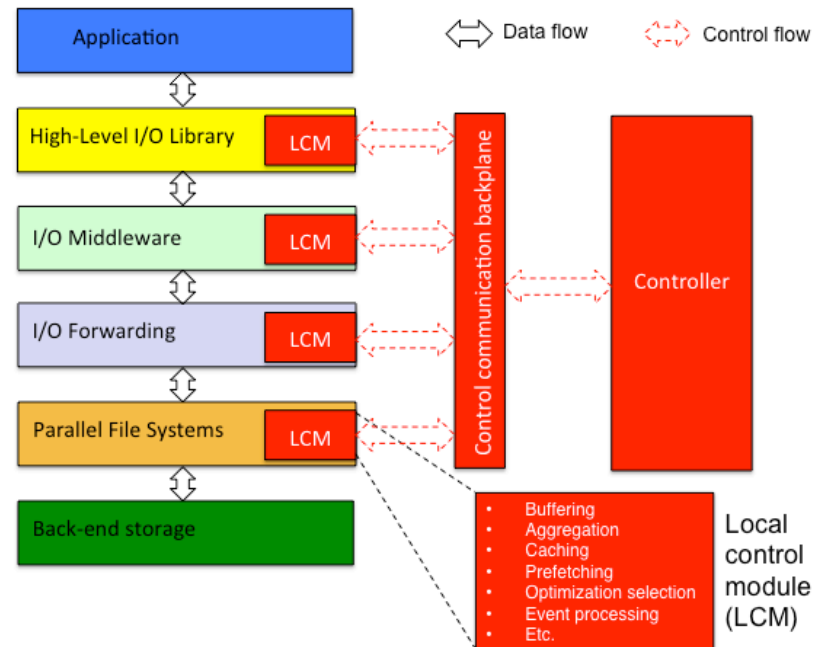 Application
Data flow
Control flow
High-Level I/O Library
LCM
I/O Middleware
LCM
I/O Forwarding
LCM
Parallel File Systems
LCM
Back-end storage
Control communication backplane
Controller
• Buffering
• Aggregation
• Caching
• Prefetching
• Optimization selection
• Event processing
• Etc.
Local
control
module
(LCM)